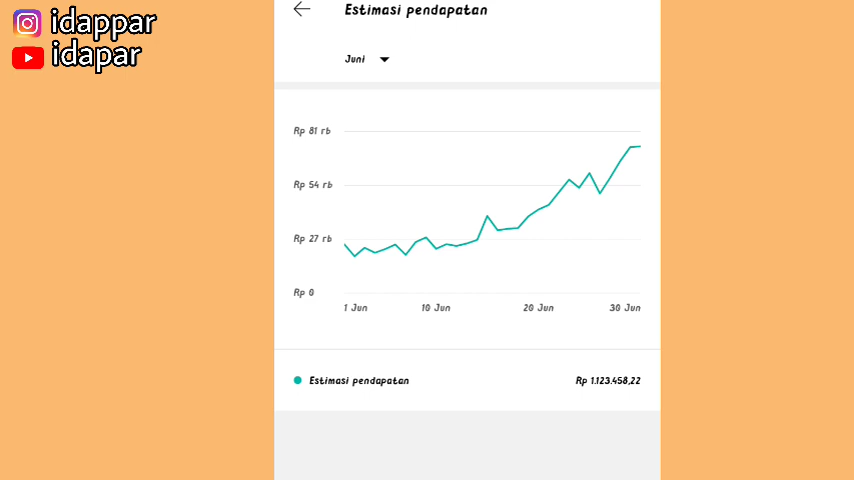 idappar
idapar
Estimasi pendapatan
Juni
Rp 81 rb
Rp 54 rb
Rp 27 rb
Rp 0
1 Jun 10 Jun 20 Jun 30 Jun
Estimasi pendapatan Rp 1.123.458,22